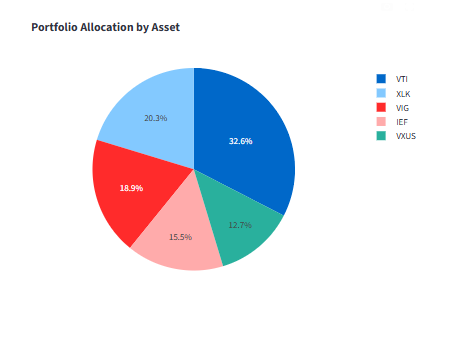 Portfolio Allocation by Asset
VTI
XLK
VIG
IEF
VXUS
20.3%
32.6%
18.9%
12.7%
15.5%